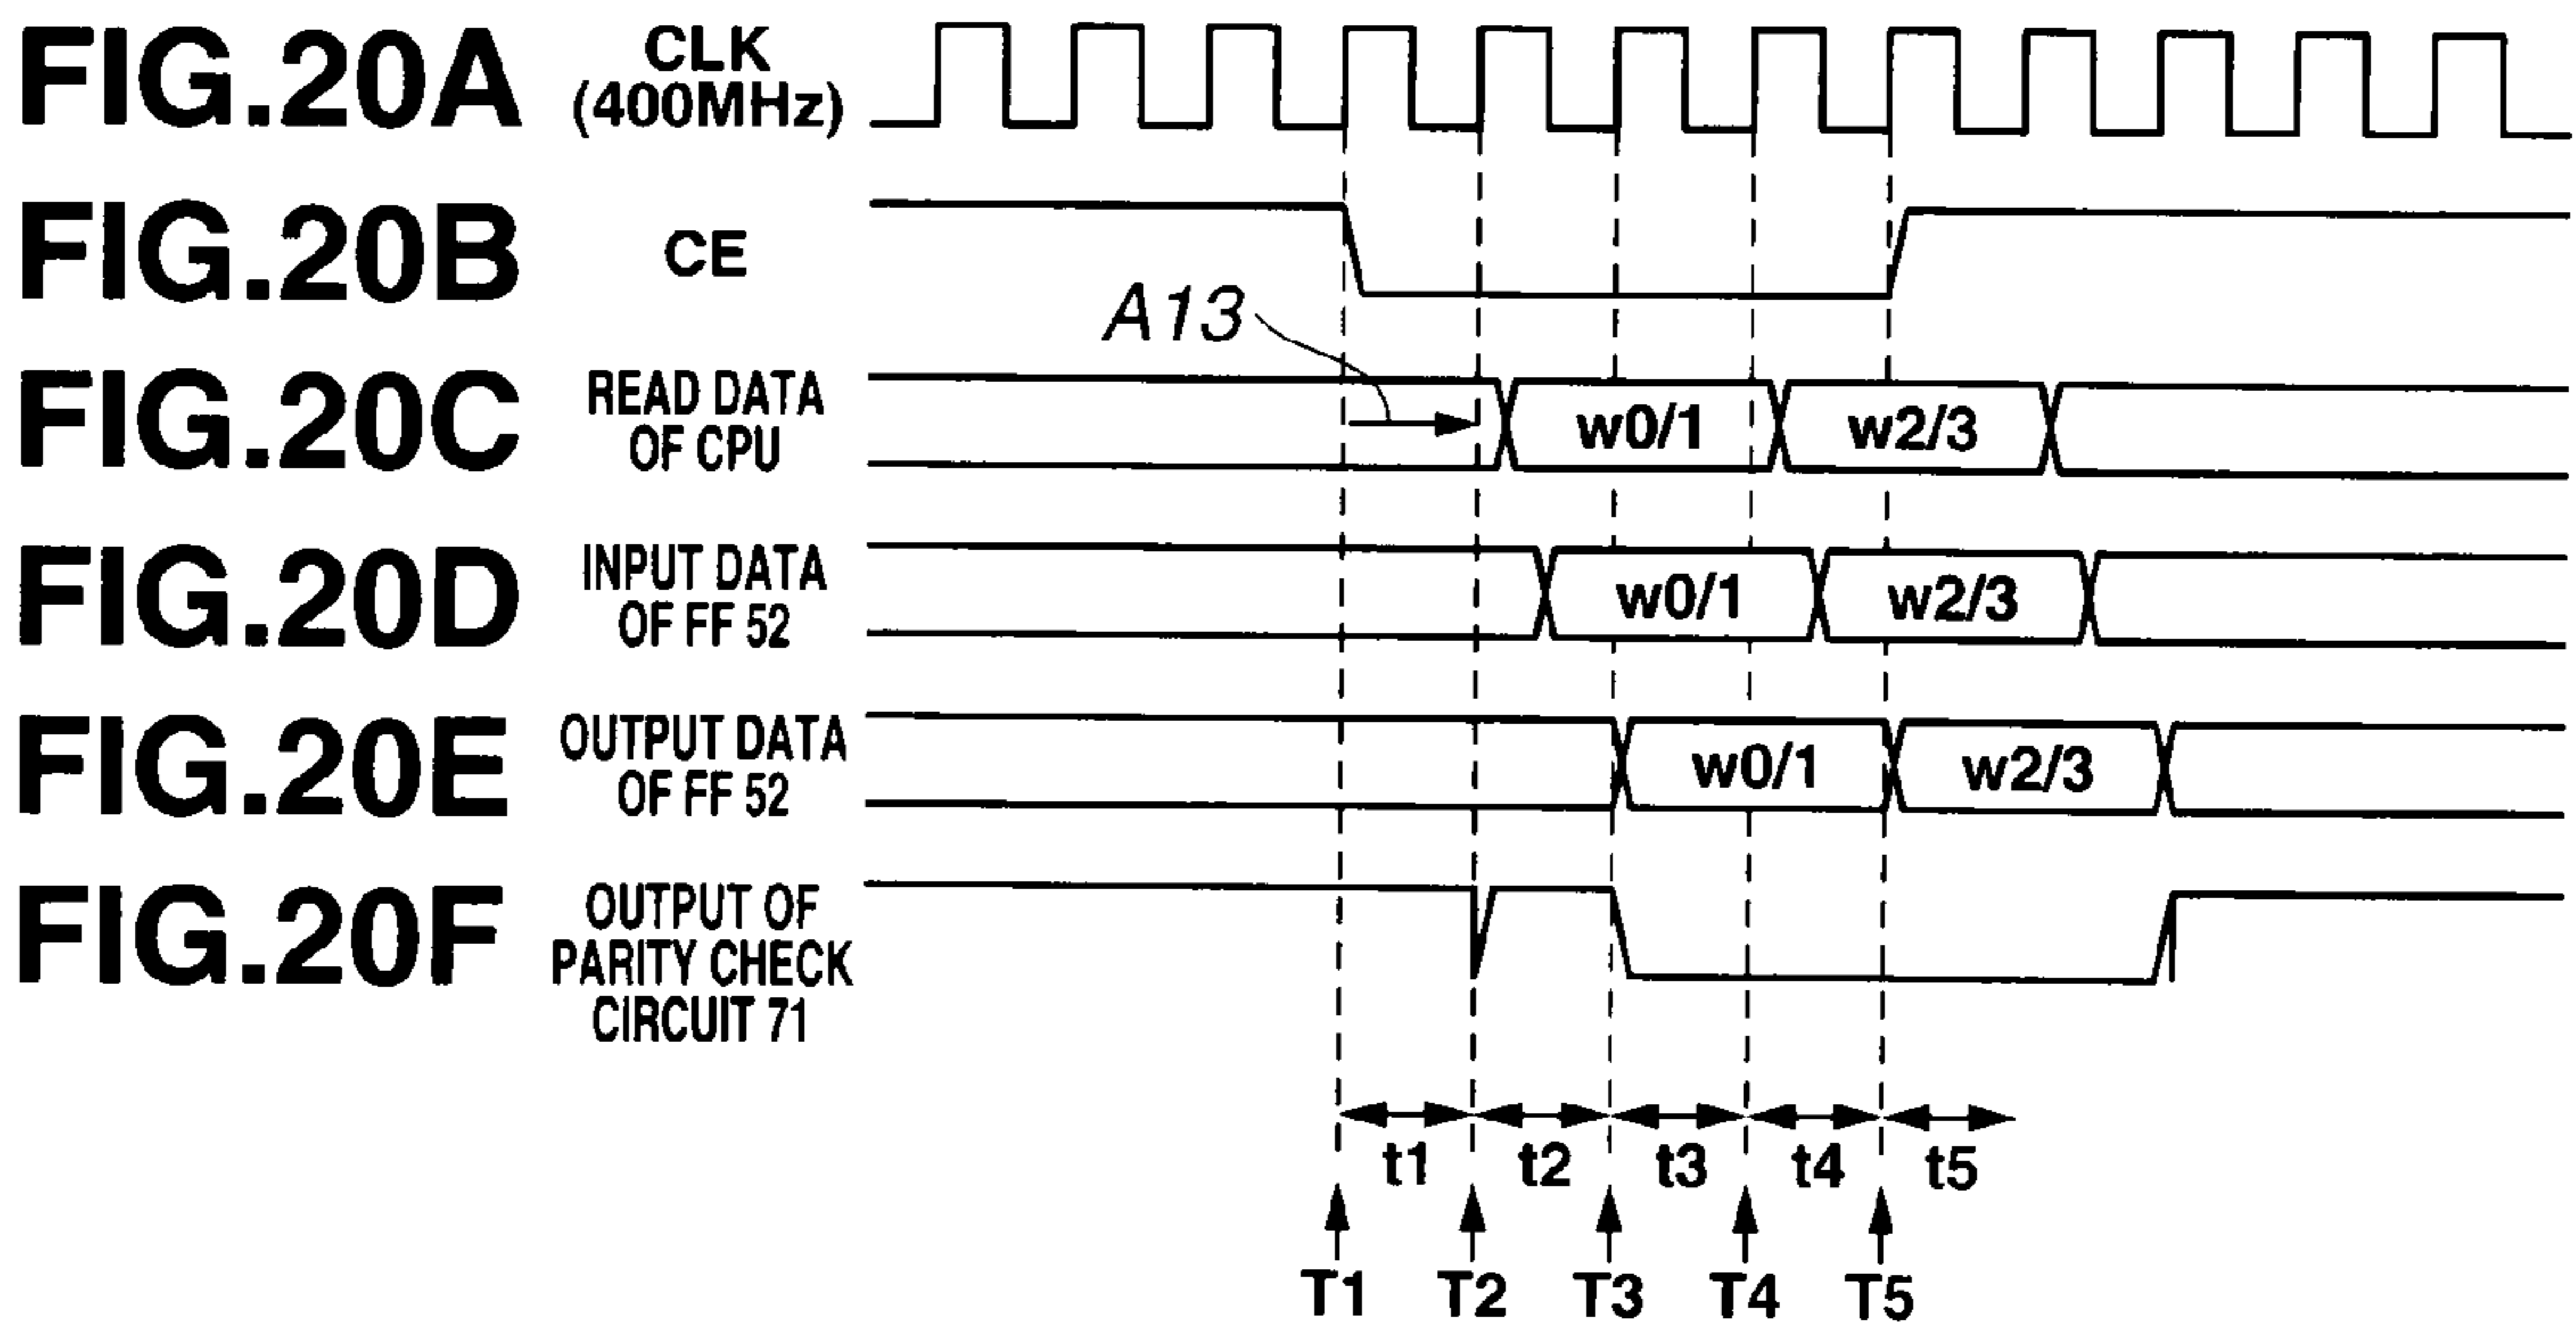 FIG.20A CLK
(400MHz)
FIG.20B CE
A13
FIG.20C READ DATA
OF CPU
w0/1 w2/3
FIG.20D INPUT DATA
OF FF 52
w0/1 w2/3
FIG.20E OUTPUT DATA
OF FF 52
w0/1 w2/3
FIG.20F OUTPUT OF
PARITY CHECK
CIRCUIT 71
t1 t2 t3 t4 t5
T1 T2 T3 T4 T5